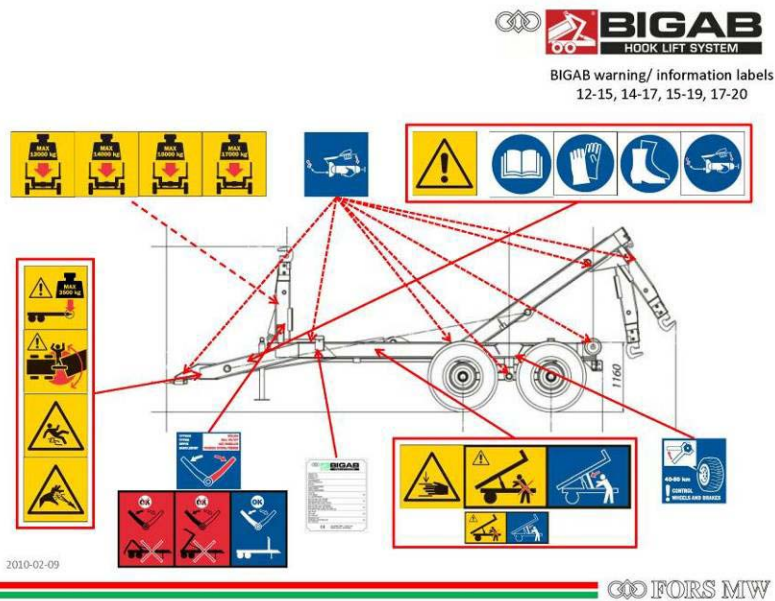 BIGAB
HOOK LIFT SYSTEM
BIGAB warning/ information labels
12-15, 14-17, 15-19, 17-20
MAX
13000 kg
MAX
14000 kg
MAX
19000 kg
MAX
17000 kg
MAX
3500 kg
1160
BIGAB
40-80 km
CONTROL
WHEELS AND BRAKES
OK
OK
OK
2010-02-09
FORS MW